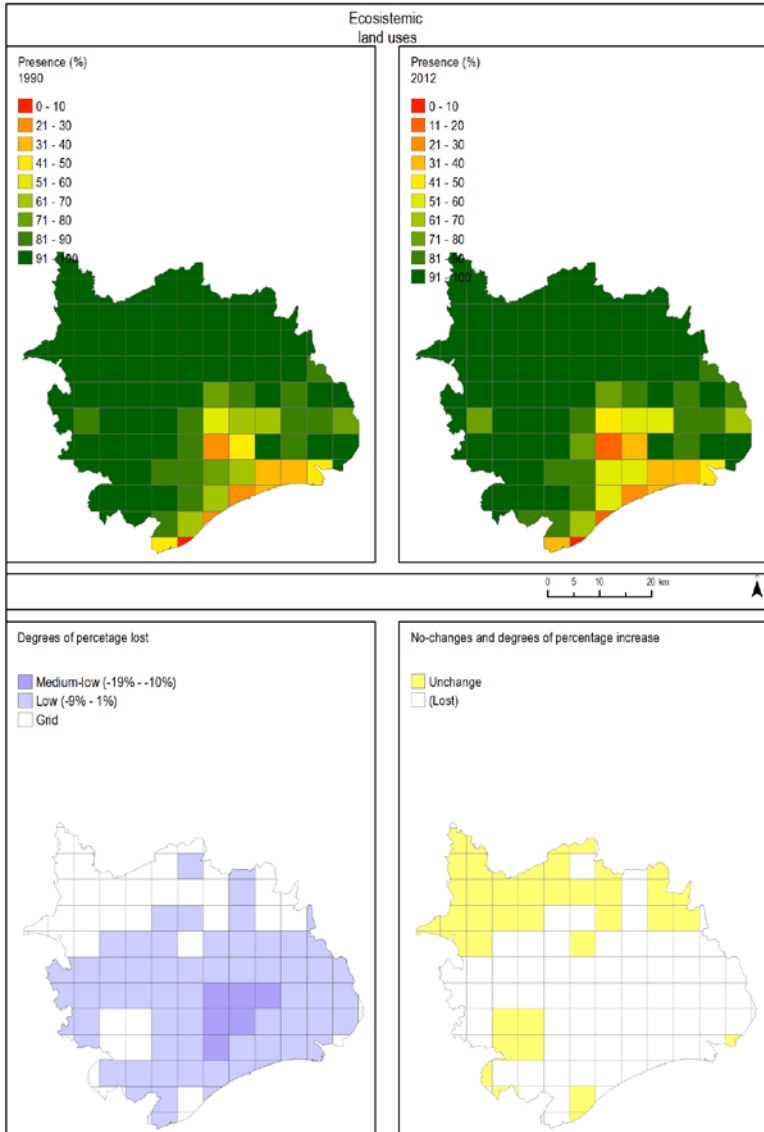 Ecosistemic
land uses
Presence (%)
1990
0 - 10
21 - 30
31 - 40
41 - 50
51 - 60
61 - 70
71 - 80
81 - 90
91 - 100
Presence (%)
2012
0 - 10
11 - 20
21 - 30
31 - 40
41 - 50
51 - 60
61 - 70
71 - 80
81 - 90
91 - 100
0 5 10 20 km
Degrees of percetage lost
Medium-low (-19% - -10%)
Low (-9% - 1%)
Grid
No-changes and degrees of percentage increase
Unchange
(Lost)